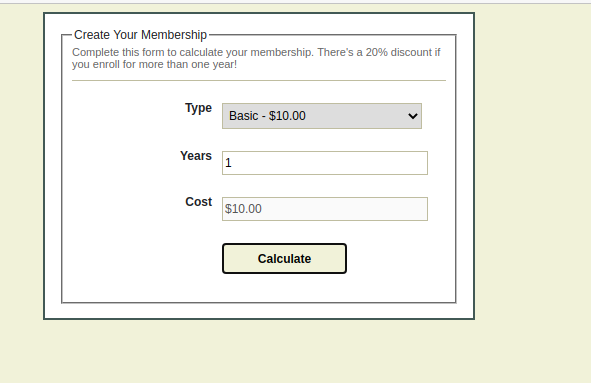 Create Your Membership
Complete this form to calculate your membership. There's a 20% discount if
you enroll for more than one year!
Type
Basic - $10.00
Years
1
Cost
$10.00
Calculate